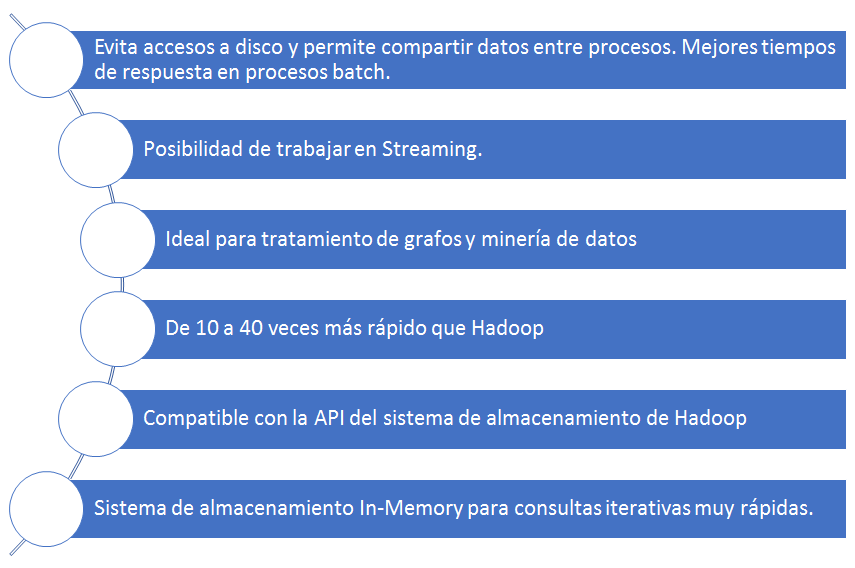 Evita accesos a disco y permite compartir datos entre procesos. Mejores tiempos
de respuesta en procesos batch.
Posibilidad de trabajar en Streaming.
Ideal para tratamiento de grafos y minería de datos
De 10 a 40 veces más rápido que Hadoop
Compatible con la API del sistema de almacenamiento de Hadoop
Sistema de almacenamiento In-Memory para consultas iterativas muy rápidas.